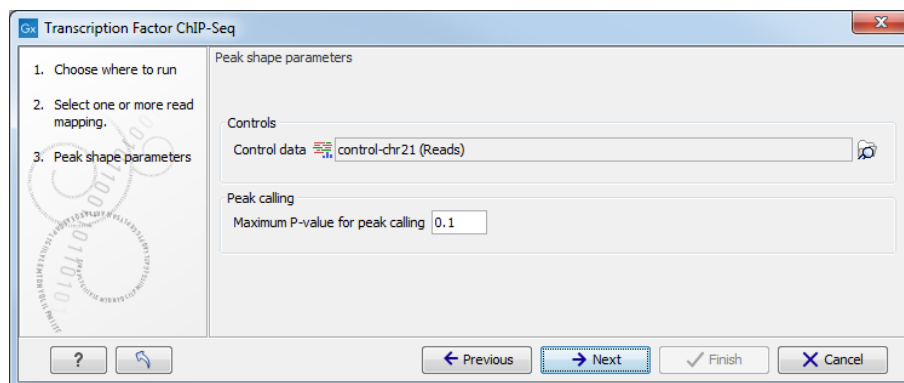 Gx Transcription Factor ChIP-Seq
1. Choose where to run
2. Select one or more read
mapping.
3. Peak shape parameters
Peak shape parameters
Controls
Control data control-chr21 (Reads)
Peak calling
Maximum P-value for peak calling 0.1
? Previous Next Finish Cancel